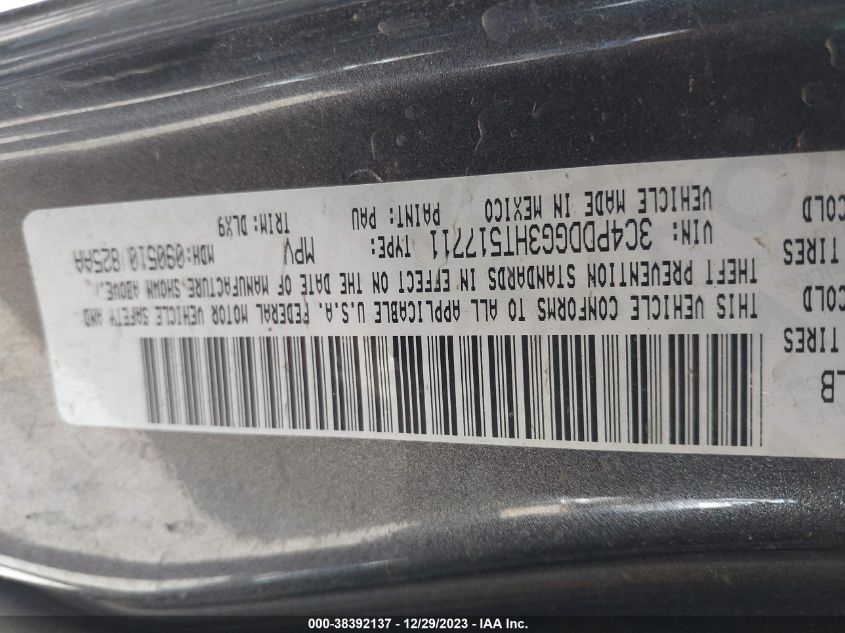 LB
TIRES
COLD
TIRES
COLD
THIS VEHICLE CONFORMS TO ALL APPLICABLE U.S.A. FEDERAL MOTOR VEHICLE SAFETY AND
THEFT PREVENTION STANDARDS IN EFFECT ON THE DATE OF MANUFACTURE SHOWN ABOVE.
VIN: 3C4PDDGG3HT517711 TYPE: MPV MDH:090510 825AA
VEHICLE MADE IN MEXICO PAINT: PAU TRIM: DLX9
000-38392137 - 12/29/2023 - IAA Inc.